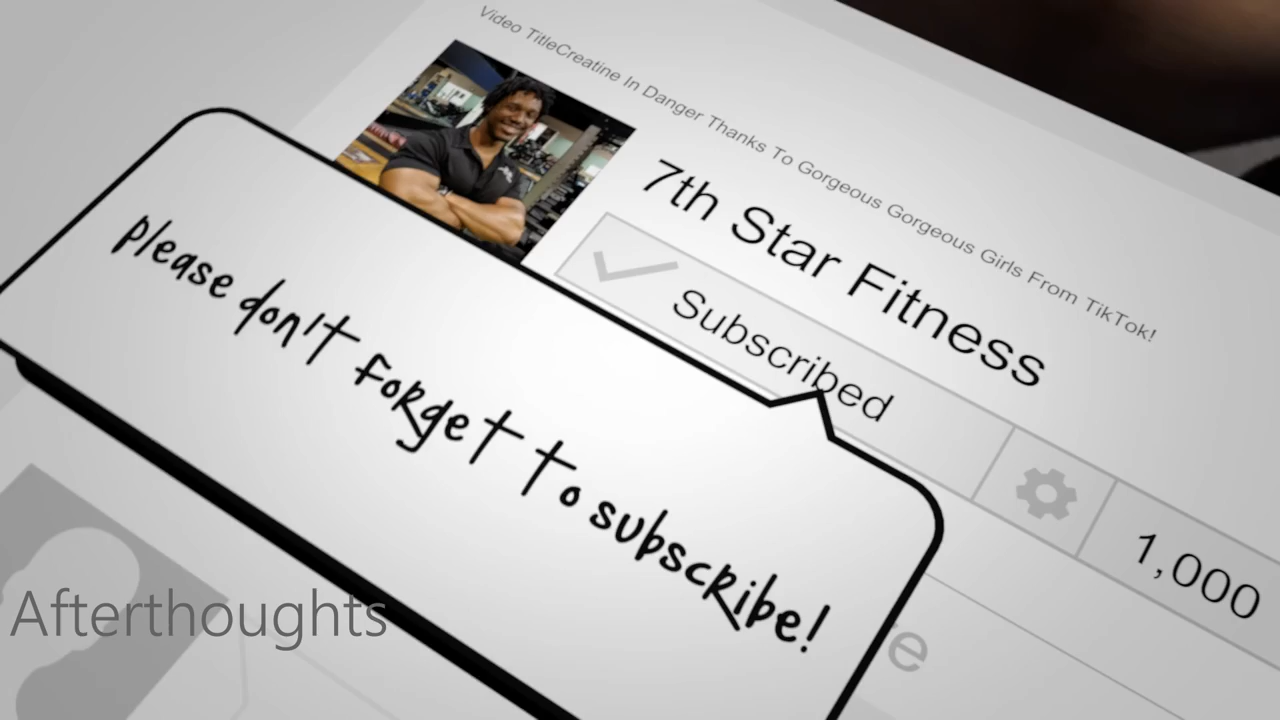 Video TitleCreatine In Danger Thanks To Gorgeous Gorgeous Girls From TikTok!
7th Star Fitness
Subscribed
1,000
please don't forget to subscribe!
Afterthoughts